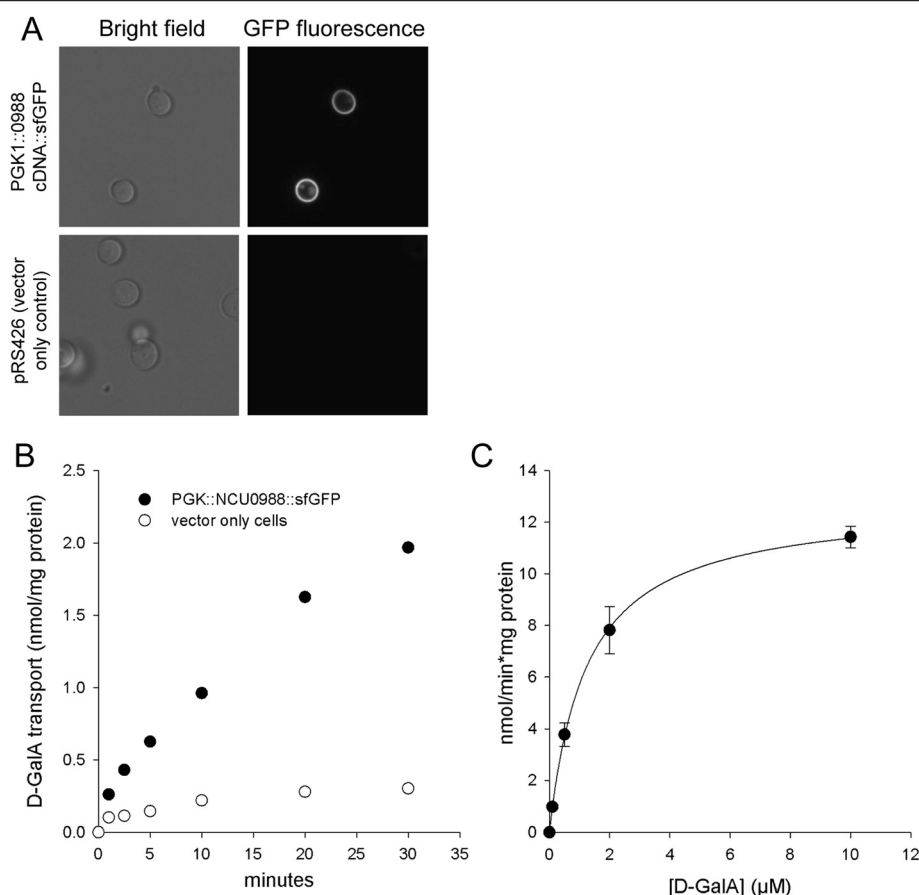 A
Bright field
GFP fluorescence
PGK1::0988
cDNA::sfGFP
pRS426 (vector
only control)
B
2.5
2.0
1.5
1.0
0.5
0.0
D-GalA transport (nmol/mg protein)
PGK::NCU0988::sfGFP
vector only cells
0 5 10 15 20 25 30 35
minutes
C
14
12
10
8
6
4
2
0
nmol/min*mg protein
0 2 4 6 8 10 12
[D-GalA] (µM)